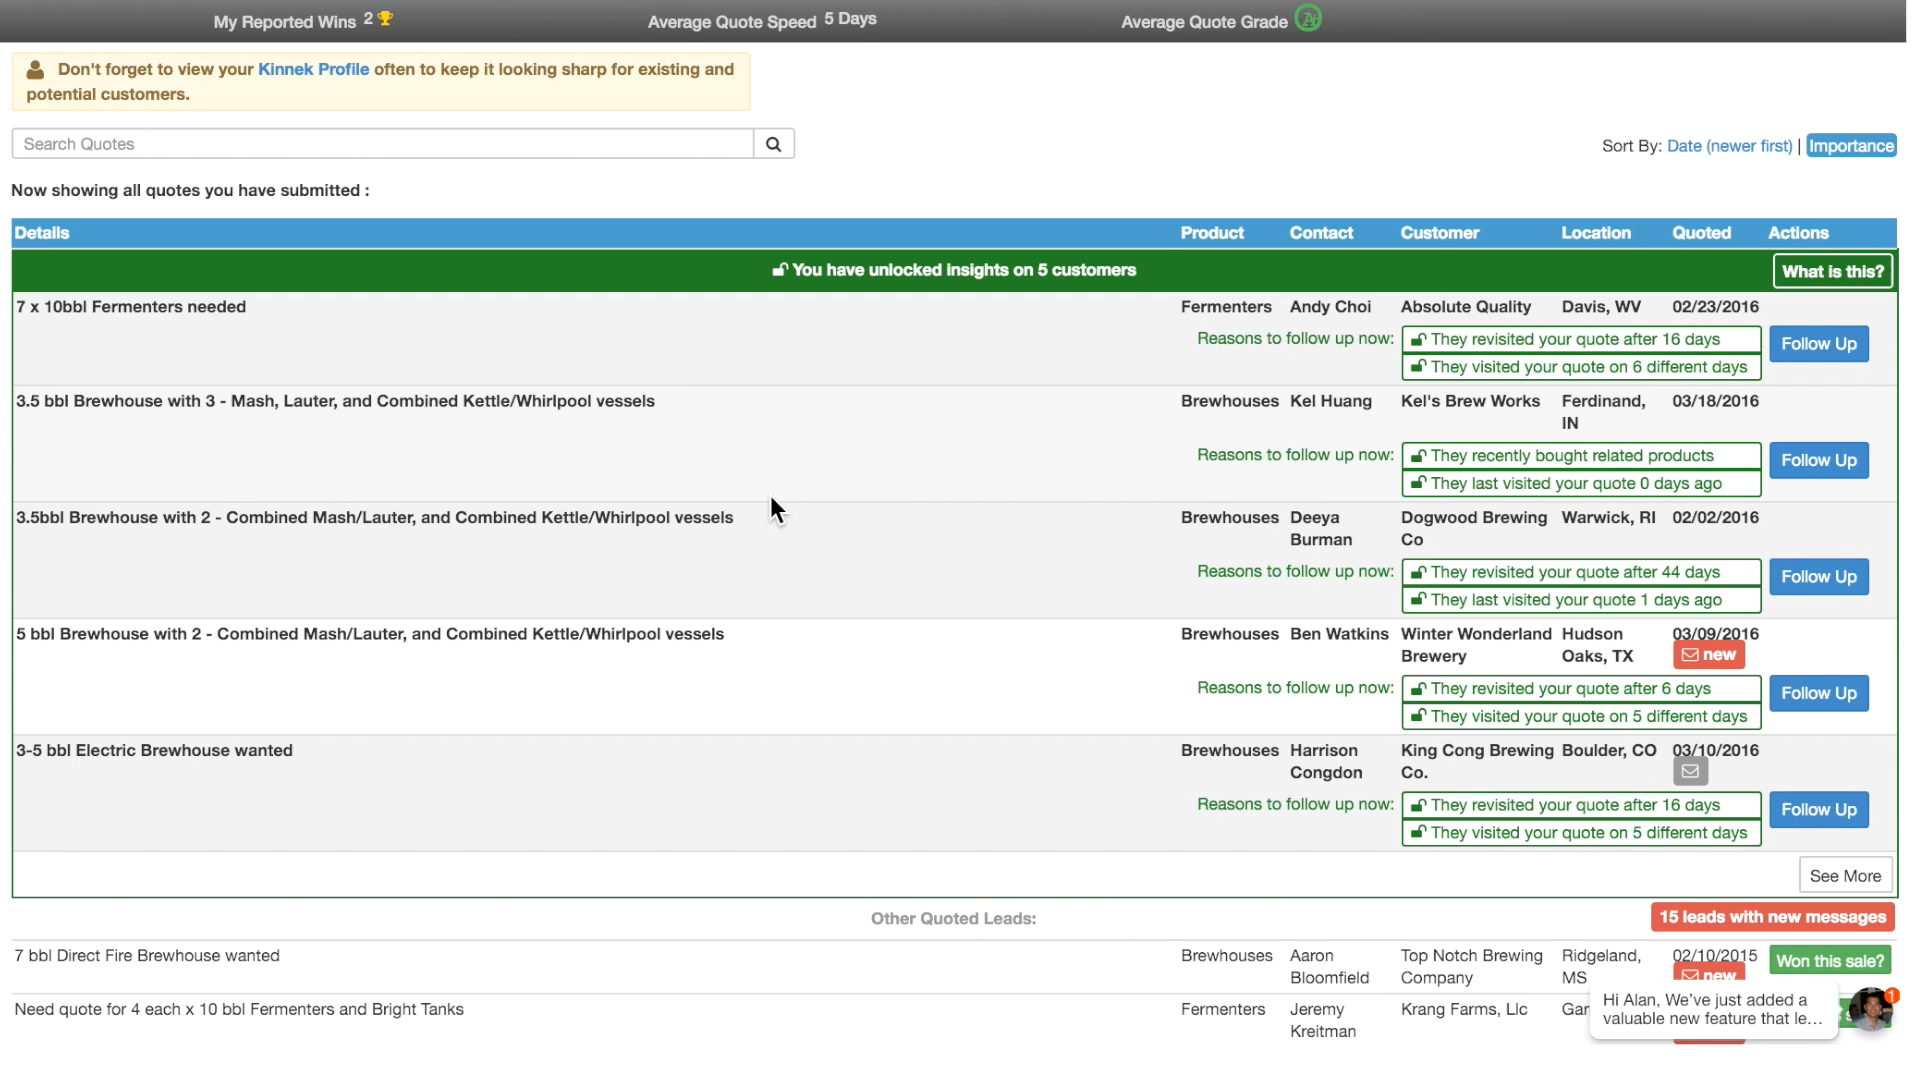 My Reported Wins 2
Average Quote Speed 5 Days
Average Quote Grade A+
Don't forget to view your Kinnek Profile often to keep it looking sharp for existing and
potential customers.
Search Quotes
Sort By: Date (newer first) | Importance
Now showing all quotes you have submitted :
Details Product Contact Customer Location Quoted Actions
You have unlocked insights on 5 customers What is this?
7 x 10bbl Fermenters needed Fermenters Andy Choi Absolute Quality Davis, WV 02/23/2016
Reasons to follow up now: They revisited your quote after 16 days Follow Up
They visited your quote on 6 different days
3.5 bbl Brewhouse with 3 - Mash, Lauter, and Combined Kettle/Whirlpool vessels Brewhouses Kel Huang Kel's Brew Works Ferdinand, 03/18/2016
IN
Reasons to follow up now: They recently bought related products Follow Up
They last visited your quote 0 days ago
3.5bbl Brewhouse with 2 - Combined Mash/Lauter, and Combined Kettle/Whirlpool vessels Brewhouses Deeya Dogwood Brewing Warwick, RI 02/02/2016
Burman Co
Reasons to follow up now: They revisited your quote after 44 days Follow Up
They last visited your quote 1 days ago
5 bbl Brewhouse with 2 - Combined Mash/Lauter, and Combined Kettle/Whirlpool vessels Brewhouses Ben Watkins Winter Wonderland Hudson 03/09/2016
Brewery Oaks, TX new
Reasons to follow up now: They revisited your quote after 6 days Follow Up
They visited your quote on 5 different days
3-5 bbl Electric Brewhouse wanted Brewhouses Harrison King Cong Brewing Boulder, CO 03/10/2016
Congdon Co.
Reasons to follow up now: They revisited your quote after 16 days Follow Up
They visited your quote on 5 different days
See More
Other Quoted Leads: 15 leads with new messages
7 bbl Direct Fire Brewhouse wanted Brewhouses Aaron Top Notch Brewing Ridgeland, 02/10/2015 Won this sale?
Bloomfield Company MS new
Need quote for 4 each x 10 bbl Fermenters and Bright Tanks Fermenters Jeremy Krang Farms, Llc
Kreitman
Hi Alan, We've just added a
valuable new feature that le...
1